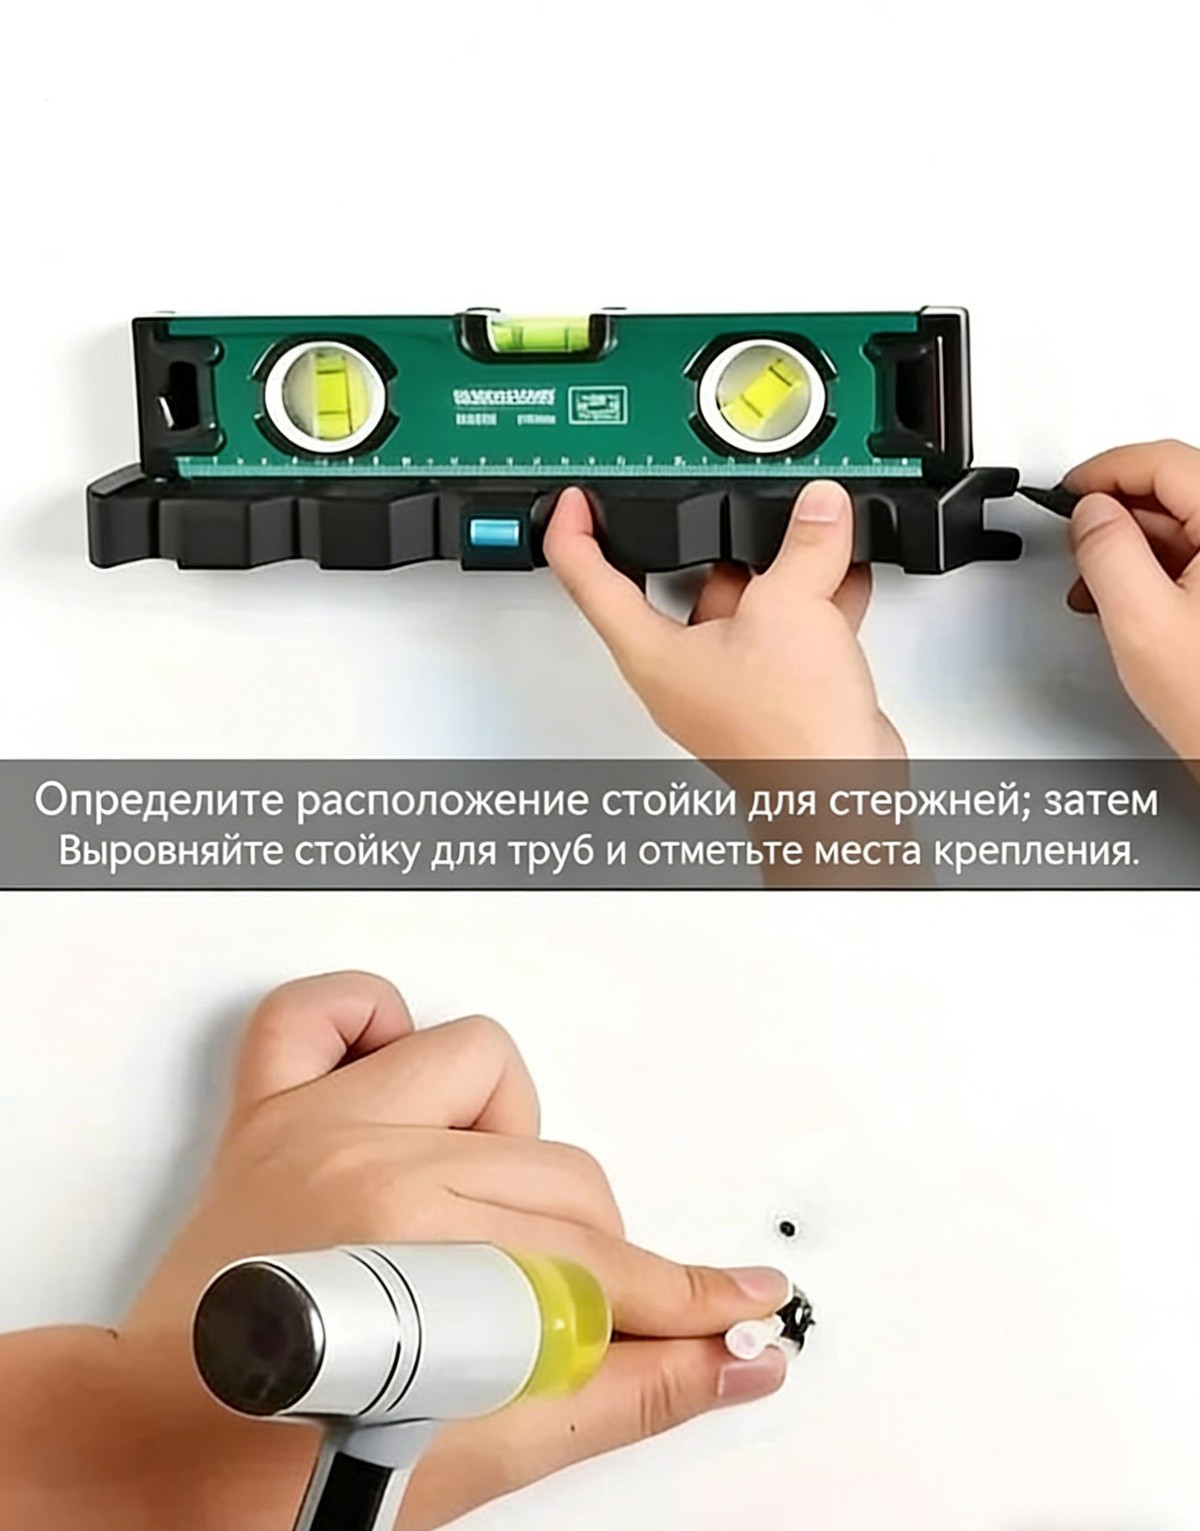 Определите расположение стойки для стержней; затем
Выровняйте стойку для труб и отметьте места крепления.